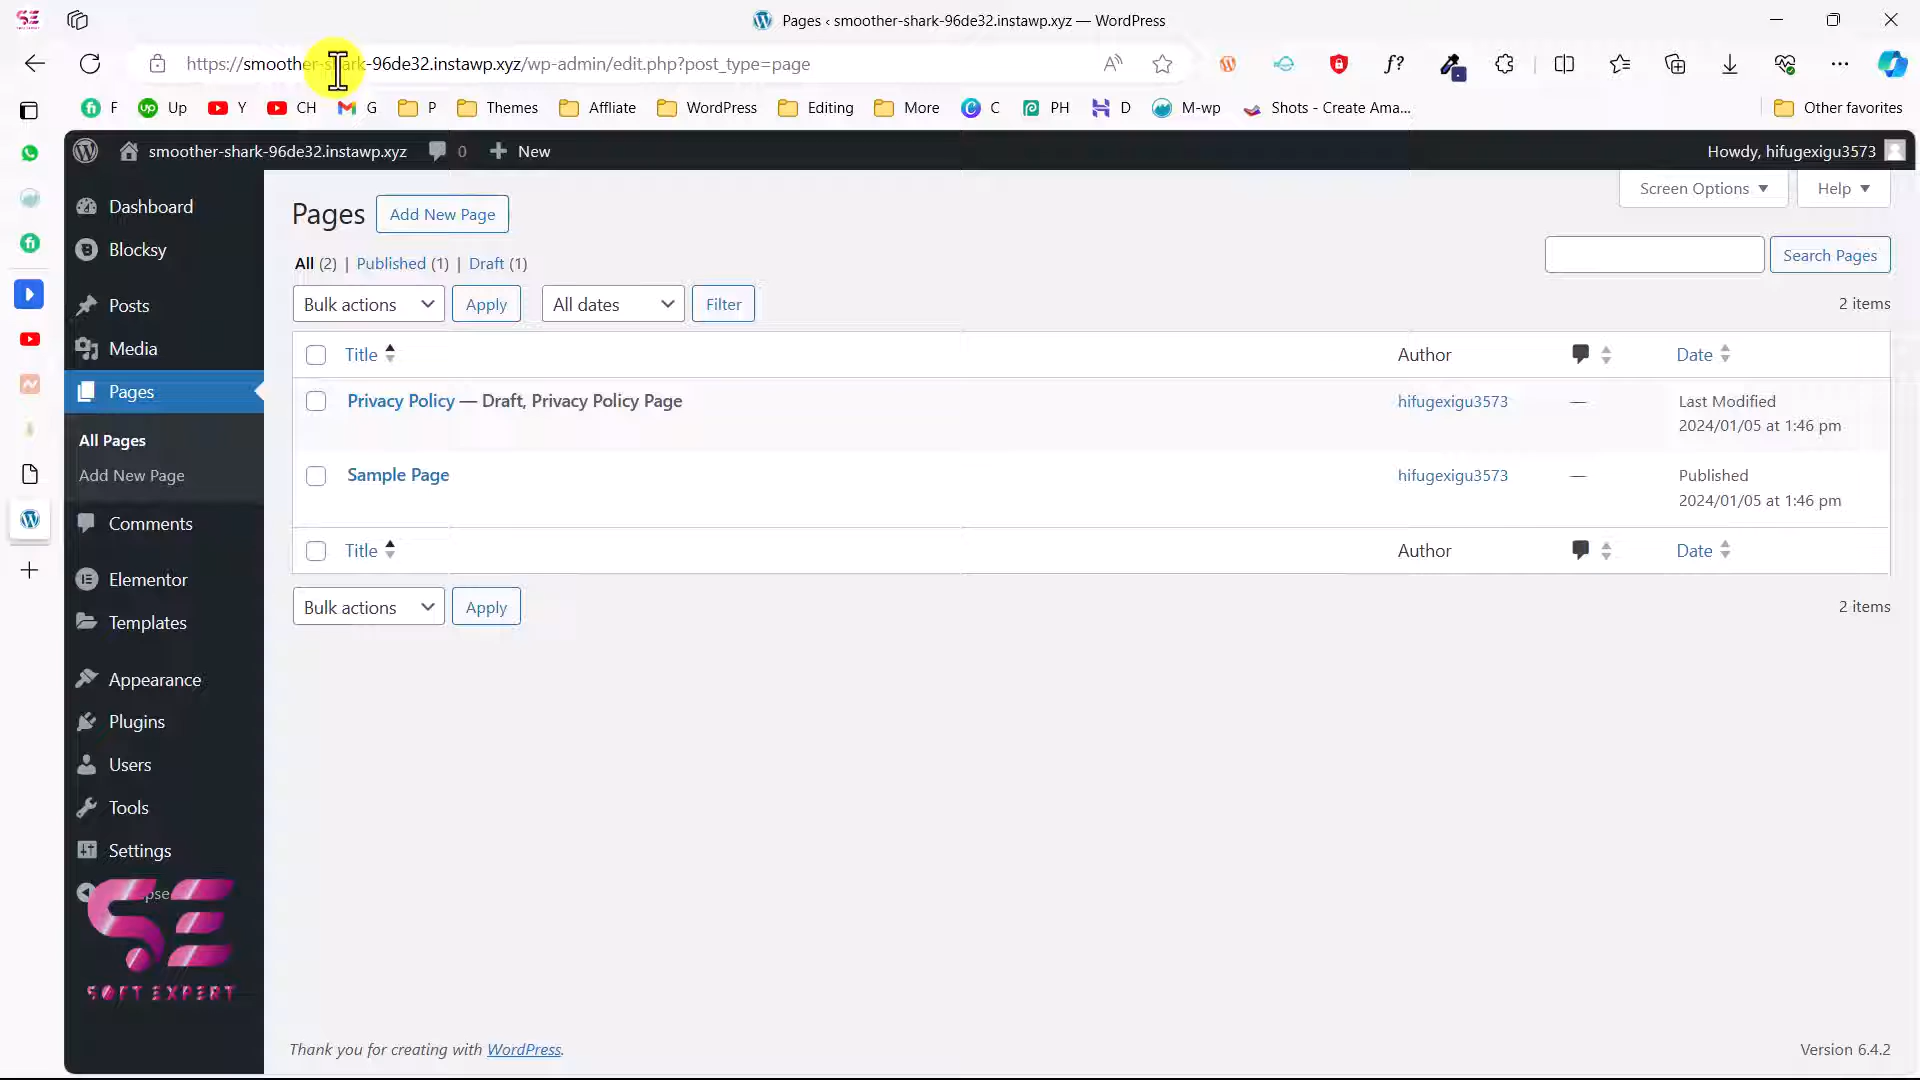 Pages ‹ smoother-shark-96de32.instawp.xyz — WordPress
https://smoother-shark-96de32.instawp.xyz/wp-admin/edit.php?post_type=page
F Up Y CH G P Themes Affliate WordPress Editing More C PH D M-wp Shots - Create Ama... Other favorites
smoother-shark-96de32.instawp.xyz 0 New Howdy, hifugexigu3573
Screen Options Help
Dashboard
Blocksy
Posts
Media
Pages
All Pages
Add New Page
Comments
Elementor
Templates
Appearance
Plugins
Users
Tools
Settings
SE
SOFT EXPERT
Pages Add New Page
All (2) | Published (1) | Draft (1)
Search Pages
Bulk actions Apply All dates Filter 2 items
Title Author Date
Privacy Policy — Draft, Privacy Policy Page hifugexigu3573 — Last Modified
2024/01/05 at 1:46 pm
Sample Page hifugexigu3573 — Published
2024/01/05 at 1:46 pm
Title Author Date
Bulk actions Apply 2 items
Thank you for creating with WordPress. Version 6.4.2